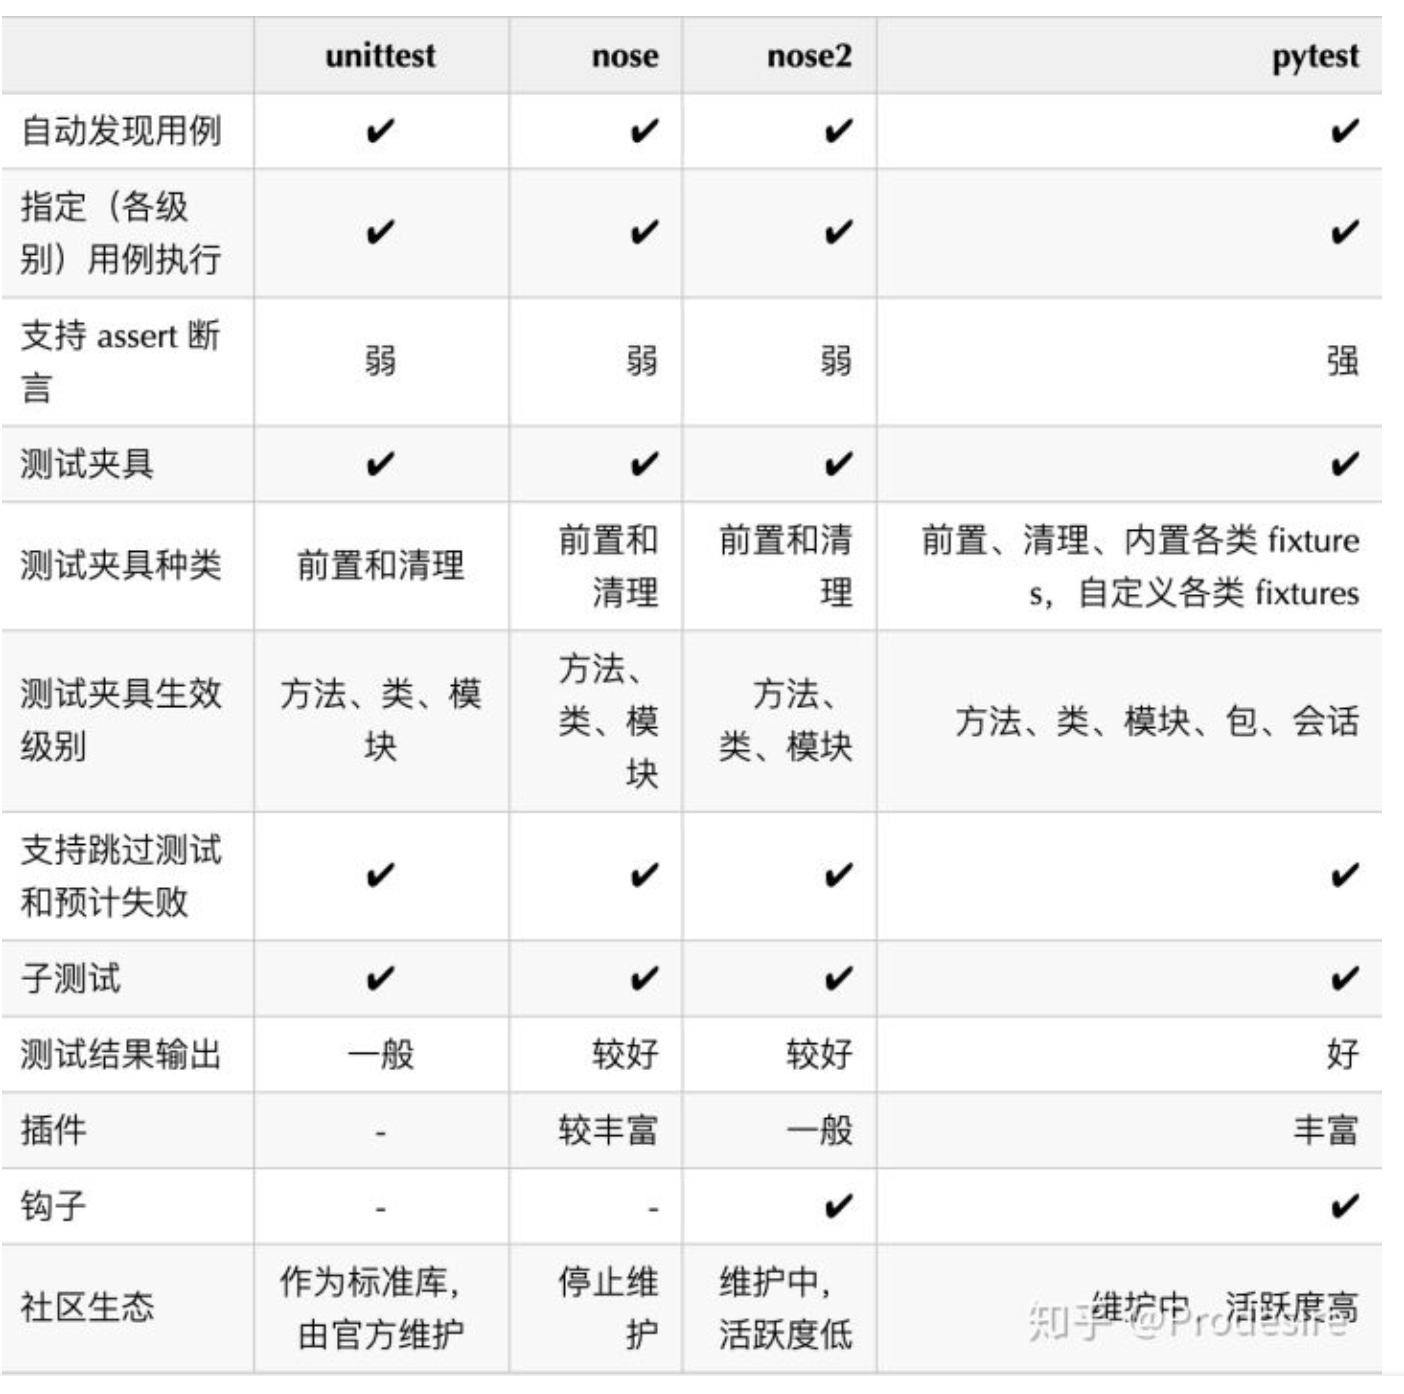 unittest nose nose2 pytest
自动发现用例 ✔ ✔ ✔ ✔
指定（各级
别）用例执行 ✔ ✔ ✔ ✔
支持 assert 断
言 弱 弱 弱 强
测试夹具 ✔ ✔ ✔ ✔
测试夹具种类
前置和清理
前置和
清理
前置和清
理
前置、清理、内置各类 fixture
s，自定义各类 fixtures
测试夹具生效
级别
方法、类、模
块
方法、
类、模
块
方法、
类、模块
方法、类、模块、包、会话
支持跳过测试
和预计失败 ✔ ✔ ✔ ✔
子测试 ✔ ✔ ✔ ✔
测试结果输出 一般 较好 较好 好
插件 - 较丰富 一般 丰富
钩子 - - ✔ ✔
社区生态
作为标准库，
由官方维护
停止维
护
维护中，
活跃度低
维护中，活跃度高
知乎 @Prodesire